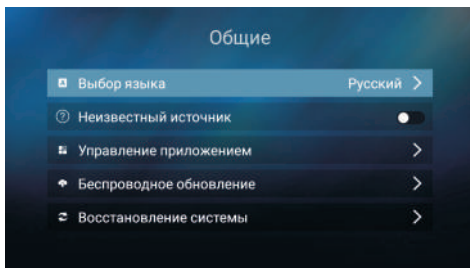 Общие
Выбор языка Русский
Неизвестный источник
Управление приложением
Беспроводное обновление
Восстановление системы